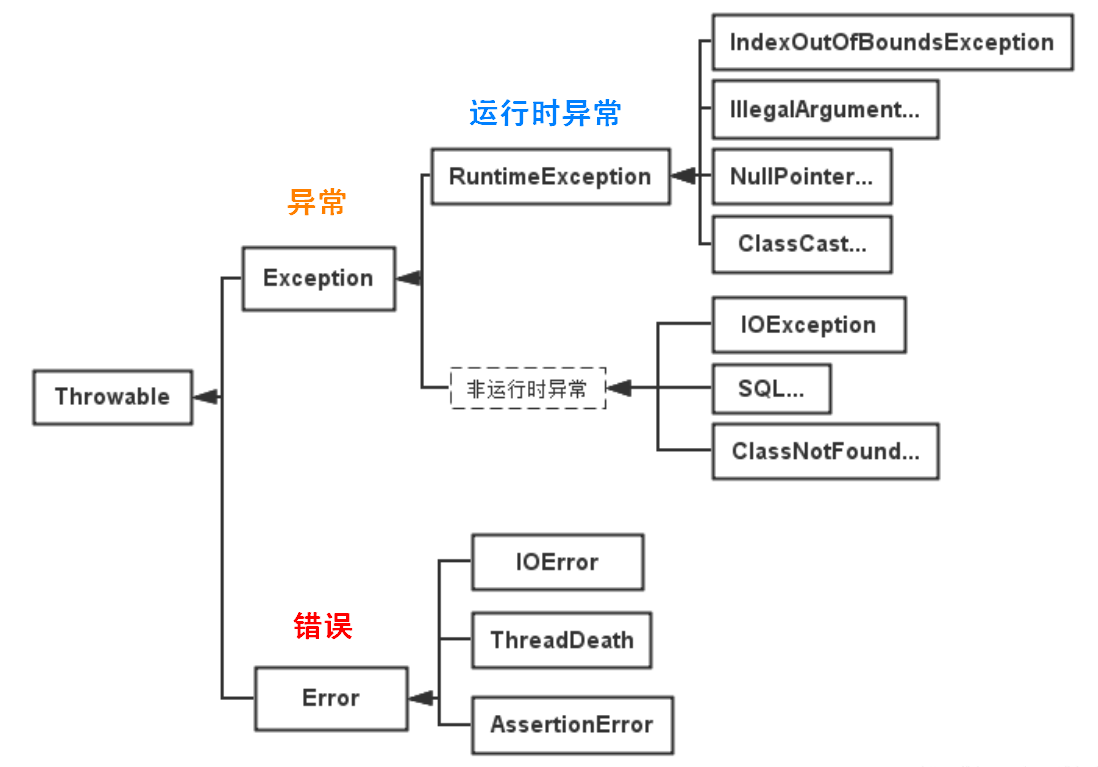 IndexOutOfBoundsException
运行时异常
IllegalArgument...
RuntimeException
NullPointer...
异常
ClassCast...
Exception
IOException
非运行时异常
SQL...
Throwable
ClassNotFound...
IOError
错误
ThreadDeath
Error
AssertionError